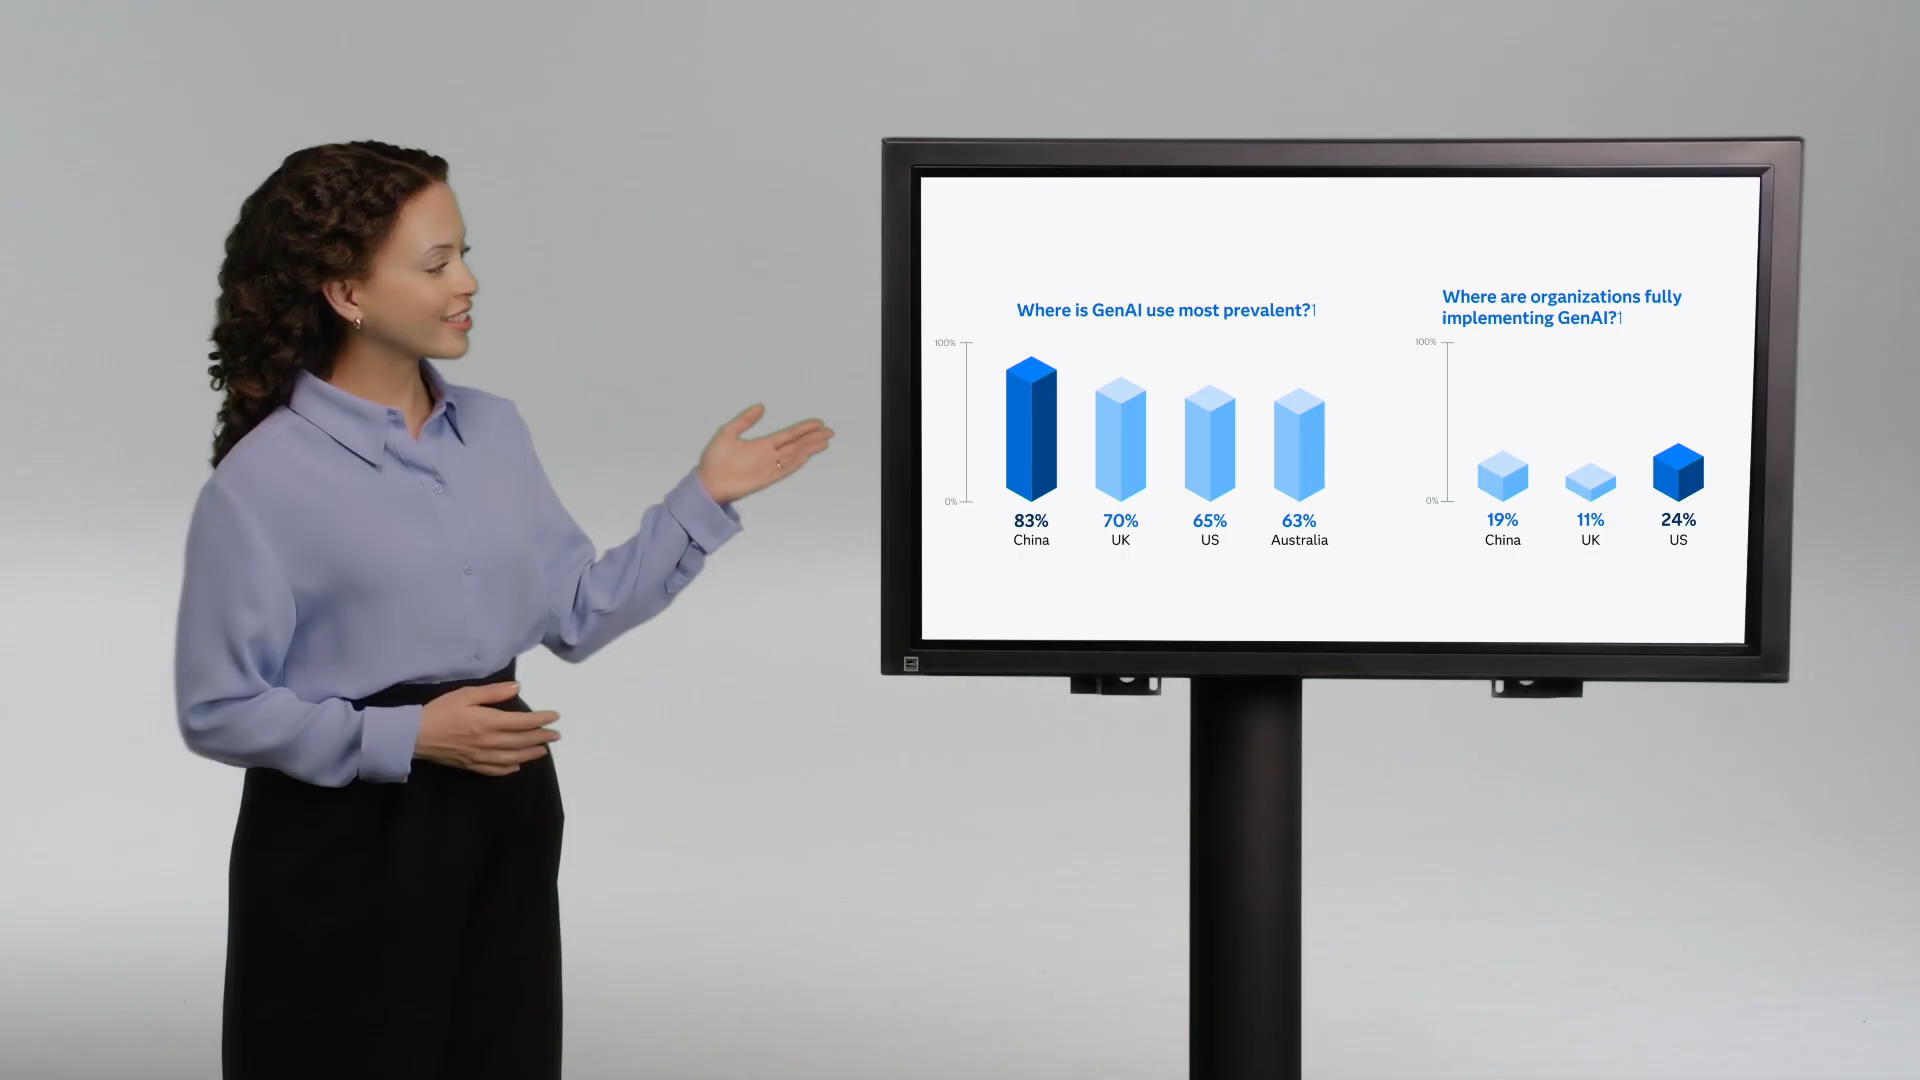 Where is GenAI use most prevalent?1
100%
0%
83%
China
70%
UK
65%
US
63%
Australia
Where are organizations fully
implementing GenAI?1
100%
0%
19%
China
11%
UK
24%
US